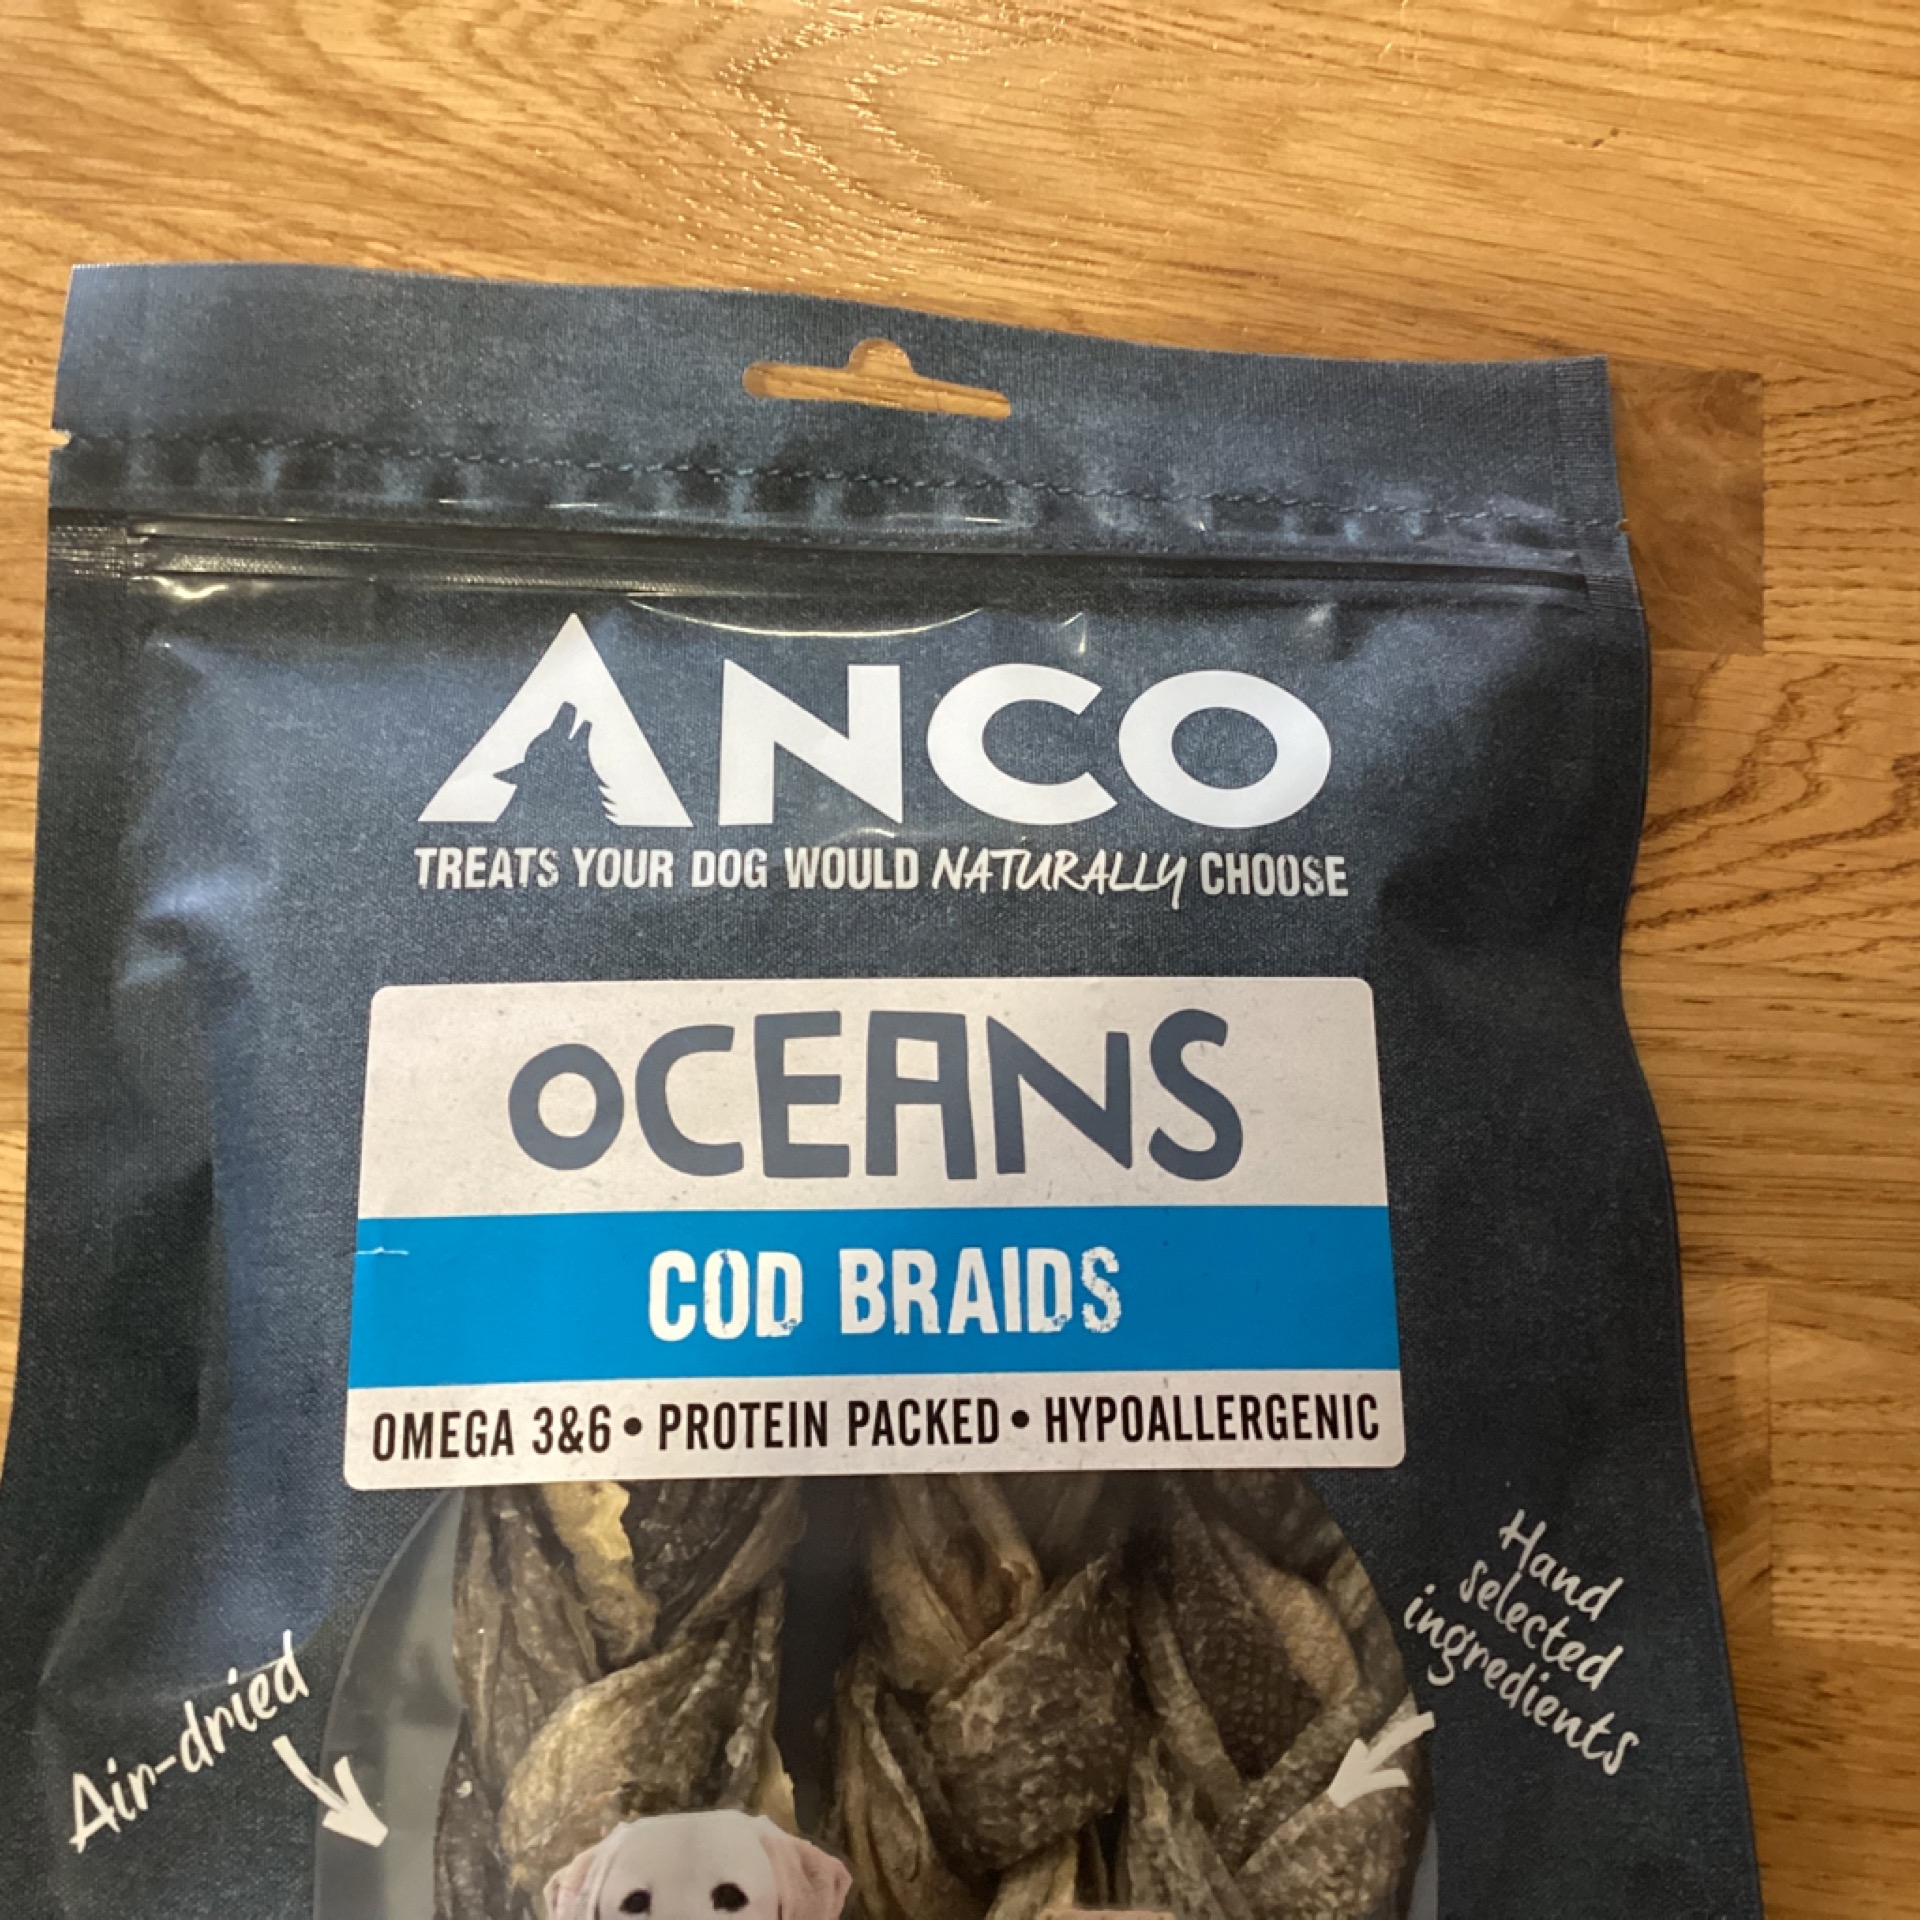 ANCO
TREATS YOUR DOG WOULD NATURALLY CHOOSE
OCEANS
COD BRAIDS
OMEGA 3&6 • PROTEIN PACKED • HYPOALLERGENIC
Air-dried
Hand
selected
ingredients